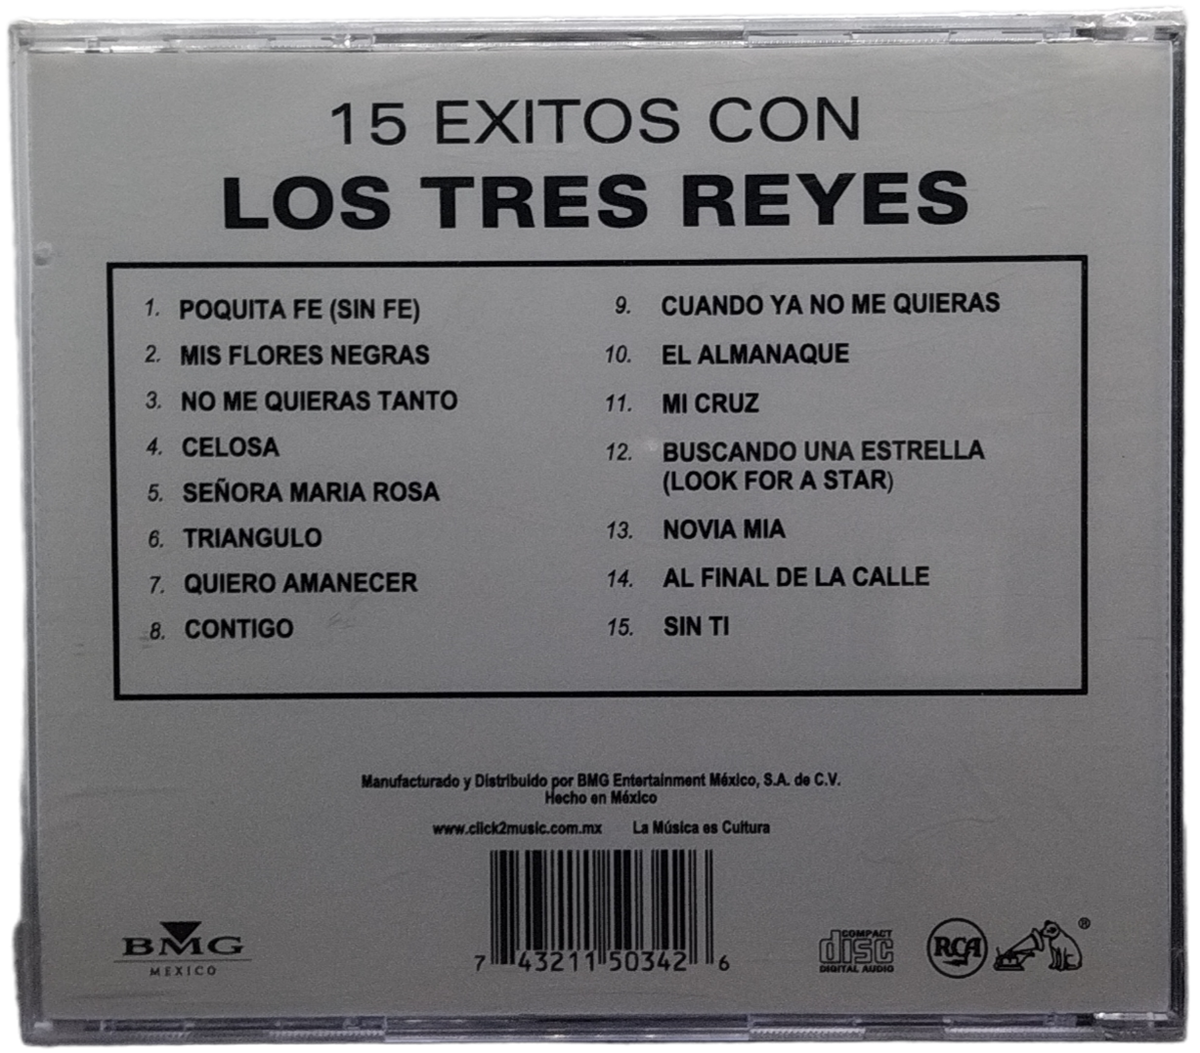 15 EXITOS CON
LOS TRES REYES
1. POQUITA FE (SIN FE)
2. MIS FLORES NEGRAS
3. NO ME QUIERAS TANTO
4. CELOSA
5. SEÑORA MARIA ROSA
6. TRIANGULO
7. QUIERO AMANECER
8. CONTIGO
9. CUANDO YA NO ME QUIERAS
10. EL ALMANAQUE
11. MI CRUZ
12. BUSCANDO UNA ESTRELLA
(LOOK FOR A STAR)
13. NOVIA MIA
14. AL FINAL DE LA CALLE
15. SIN TI
Manufacturado y Distribuido por BMG Entertainment México, S.A. de C.V.
Hecho en México
www.click2music.com.mx La Música es Cultura
7 43211 50342 6
BMG
MEXICO
COMPACT
disc
DIGITAL AUDIO
RCA
®